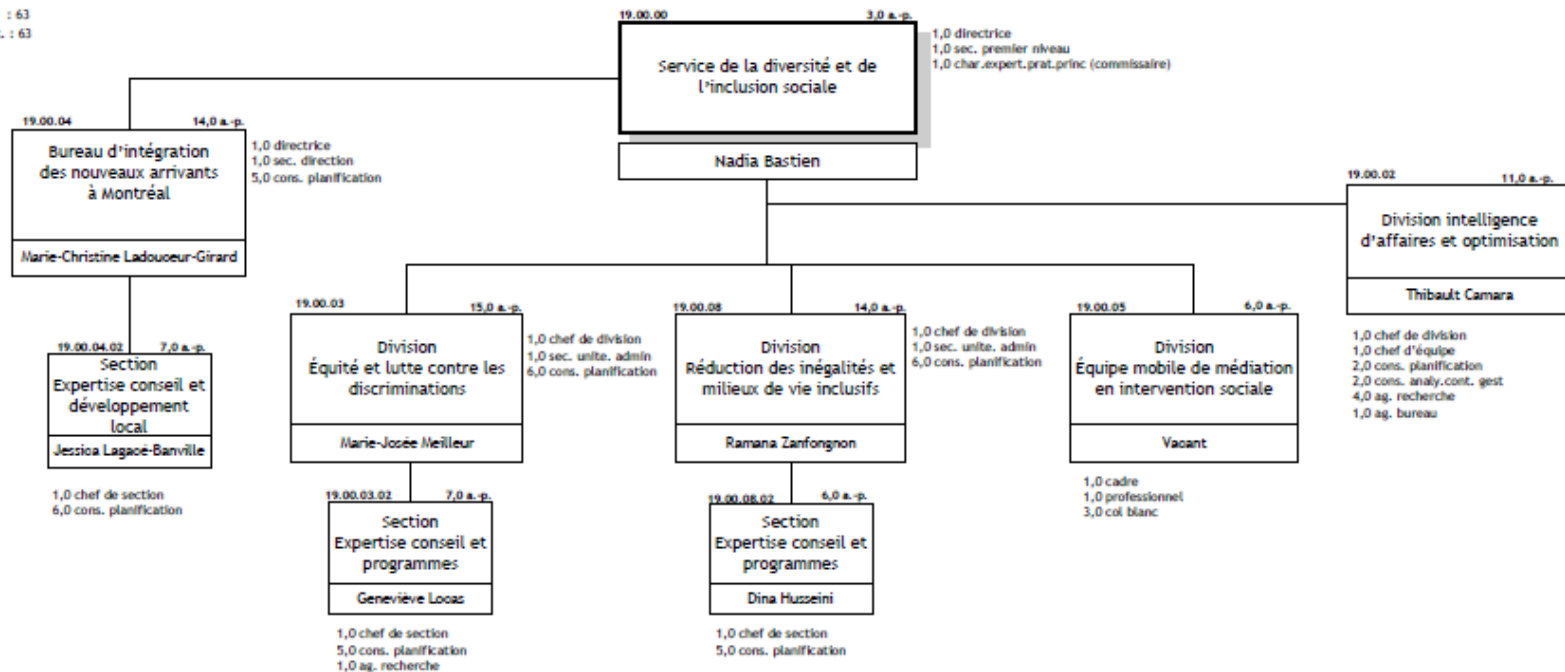 : 63
. : 63
19.00.00
3,0 a.-p.
Service de la diversité et de
l'inclusion sociale
Nadia Bastien
1,0 directrice
1,0 sec. premier niveau
1,0 char.expert.prat.princ (commissaire)
19.00.04
14,0 a.-p.
Bureau d'intégration
des nouveaux arrivants
à Montréal
Marie-Christine Ladouceur-Girard
1,0 directrice
1,0 sec. direction
5,0 cons. planification
19.00.04.02
7,0 a.-p.
Section
Expertise conseil et
développement
local
Jessica Lagacé-Banville
1,0 chef de section
6,0 cons. planification
19.00.03
15,0 a.-p.
Division
Équité et lutte contre les
discriminations
Marie-Josée Meilleur
1,0 chef de division
1,0 sec. unite. admin
6,0 cons. planification
19.00.03.02
7,0 a.-p.
Section
Expertise conseil et
programmes
Geneviève Locas
1,0 chef de section
5,0 cons. planification
1,0 ag. recherche
19.00.08
14,0 a.-p.
Division
Réduction des inégalités et
milieux de vie inclusifs
Ramana Zanfongnon
1,0 chef de division
1,0 sec. unite. admin
6,0 cons. planification
19.00.08.02
6,0 a.-p.
Section
Expertise conseil et
programmes
Dina Husseini
1,0 chef de section
5,0 cons. planification
19.00.05
6,0 a.-p.
Division
Équipe mobile de médiation
en intervention sociale
Vacant
1,0 cadre
1,0 professionnel
3,0 col blanc
19.00.02
11,0 a.-p.
Division intelligence
d'affaires et optimisation
Thibault Camara
1,0 chef de division
1,0 chef d'équipe
2,0 cons. planification
2,0 cons. analy.cont. gest
4,0 ag. recherche
1,0 ag. bureau